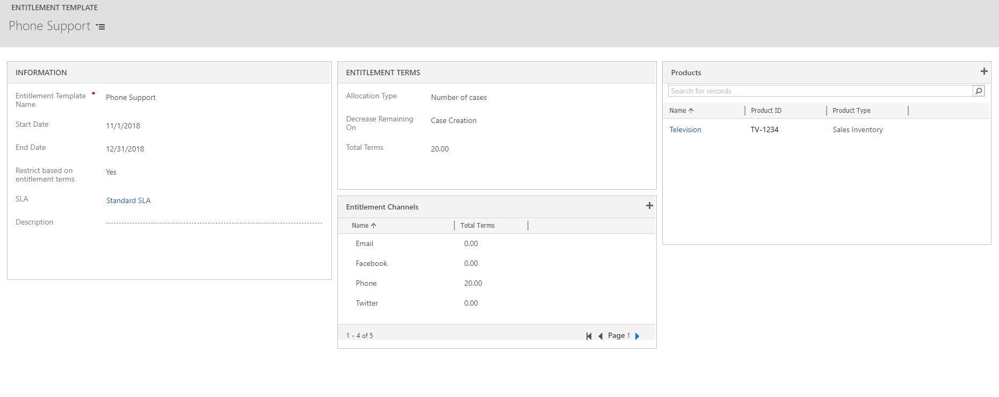 ENTITLEMENT TEMPLATE
Phone Support
INFORMATION
Entitlement Template Name * Phone Support
Start Date 11/1/2018
End Date 12/31/2018
Restrict based on entitlement terms Yes
SLA Standard SLA
Description
ENTITLEMENT TERMS
Allocation Type Number of cases
Decrease Remaining On Case Creation
Total Terms 20.00
Entitlement Channels
Name Total Terms
Email 0.00
Facebook 0.00
Phone 20.00
Twitter 0.00
1 - 4 of 5 Page 1
Products
Search for records
Name Product ID Product Type
Television TV-1234 Sales Inventory